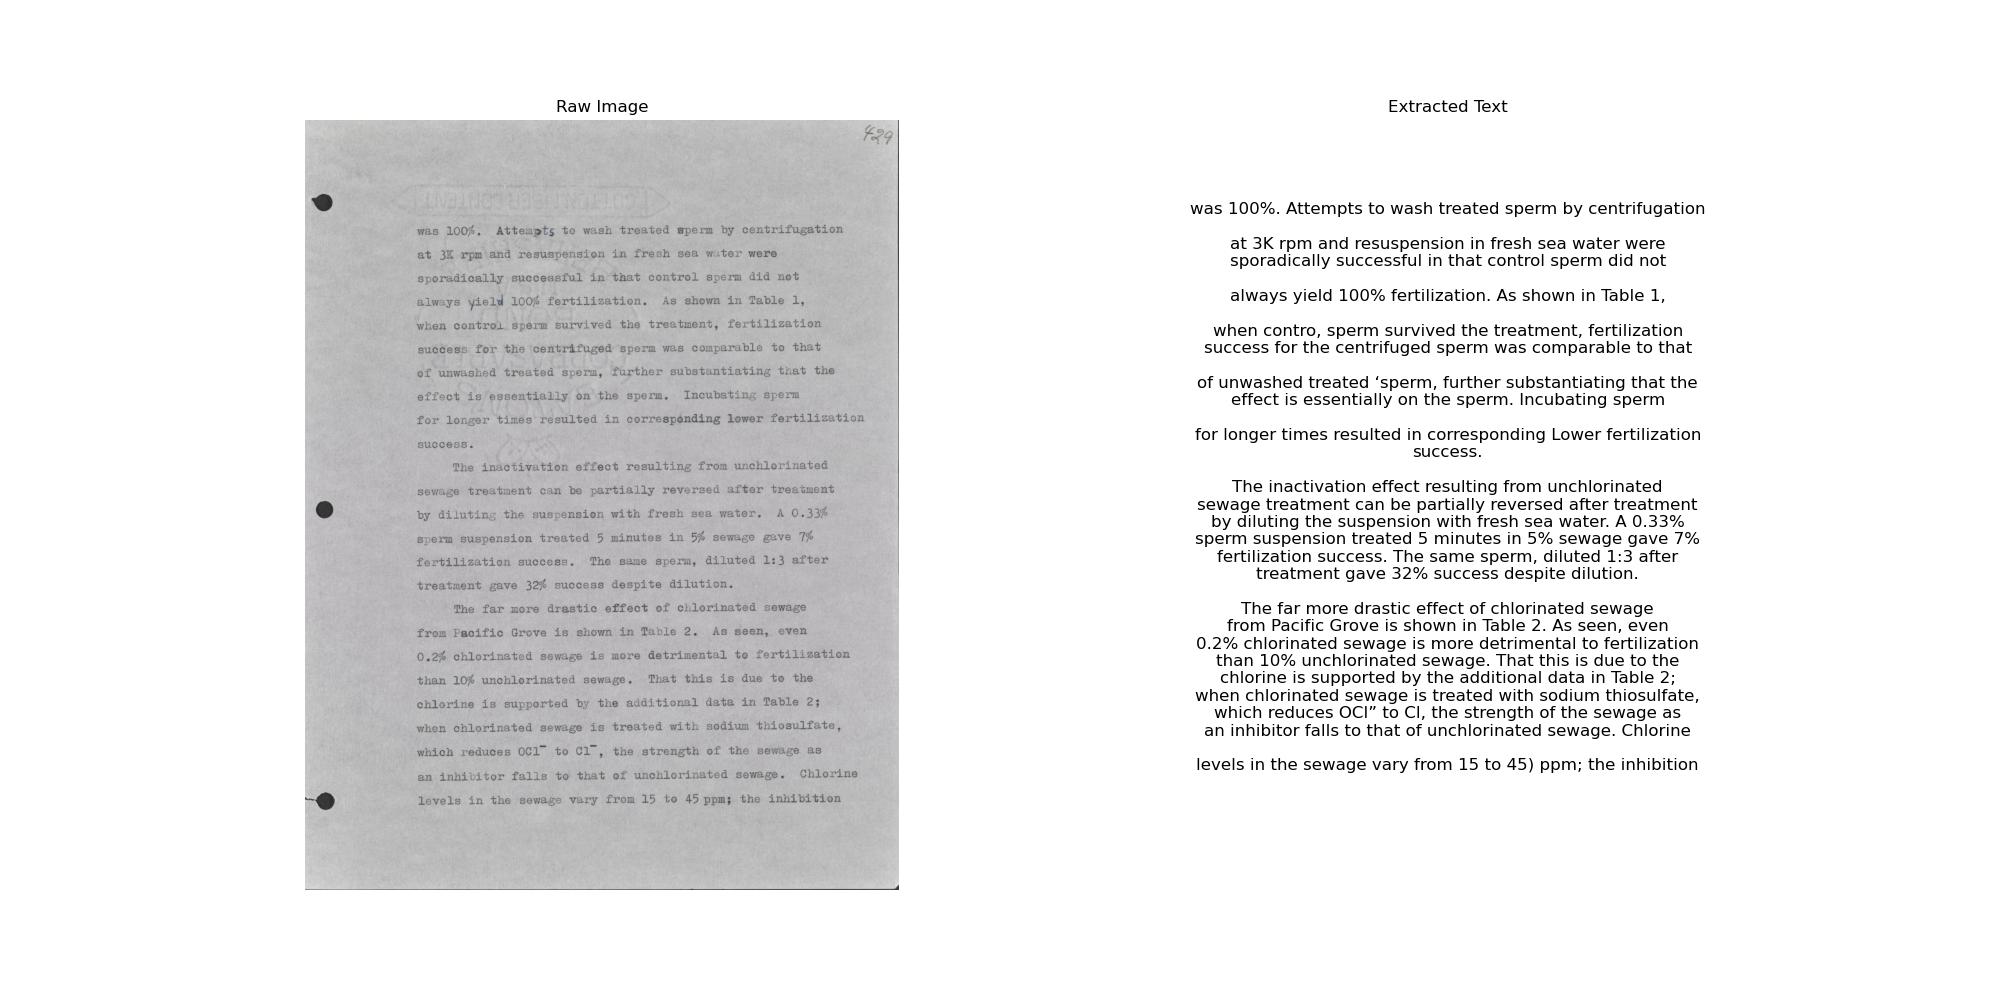 Raw Image
429
was 100%. Attempts to wash treated sperm by centrifugation
at 3K rpm and resuspension in fresh sea water were
sporadically successful in that control sperm did not
always yield 100% fertilization. As shown in Table 1,
when control sperm survived the treatment, fertilization
success for the centrifuged sperm was comparable to that
of unwashed treated sperm, further substantiating that the
effect is essentially on the sperm. Incubating sperm
for longer times resulted in corresponding lower fertilization
success.
The inactivation effect resulting from unchlorinated
sewage treatment can be partially reversed after treatment
by diluting the suspension with fresh sea water. A 0.33%
sperm suspension treated 5 minutes in 5% sewage gave 7%
fertilization success. The same sperm, diluted 1:3 after
treatment gave 32% success despite dilution.
The far more drastic effect of chlorinated sewage
from Pacific Grove is shown in Table 2. As seen, even
0.2% chlorinated sewage is more detrimental to fertilization
than 10% unchlorinated sewage. That this is due to the
chlorine is supported by the additional data in Table 2;
when chlorinated sewage is treated with sodium thiosulfate,
which reduces OCl⁻ to Cl⁻, the strength of the sewage as
an inhibitor falls to that of unchlorinated sewage. Chlorine
levels in the sewage vary from 15 to 45 ppm; the inhibition
Extracted Text
was 100%. Attempts to wash treated sperm by centrifugation
at 3K rpm and resuspension in fresh sea water were
sporadically successful in that control sperm did not
always yield 100% fertilization. As shown in Table 1,
when contro, sperm survived the treatment, fertilization
success for the centrifuged sperm was comparable to that
of unwashed treated ‘sperm, further substantiating that the
effect is essentially on the sperm. Incubating sperm
for longer times resulted in corresponding Lower fertilization
success.
The inactivation effect resulting from unchlorinated
sewage treatment can be partially reversed after treatment
by diluting the suspension with fresh sea water. A 0.33%
sperm suspension treated 5 minutes in 5% sewage gave 7%
fertilization success. The same sperm, diluted 1:3 after
treatment gave 32% success despite dilution.
The far more drastic effect of chlorinated sewage
from Pacific Grove is shown in Table 2. As seen, even
0.2% chlorinated sewage is more detrimental to fertilization
than 10% unchlorinated sewage. That this is due to the
chlorine is supported by the additional data in Table 2;
when chlorinated sewage is treated with sodium thiosulfate,
which reduces OCl” to Cl, the strength of the sewage as
an inhibitor falls to that of unchlorinated sewage. Chlorine
levels in the sewage vary from 15 to 45) ppm; the inhibition